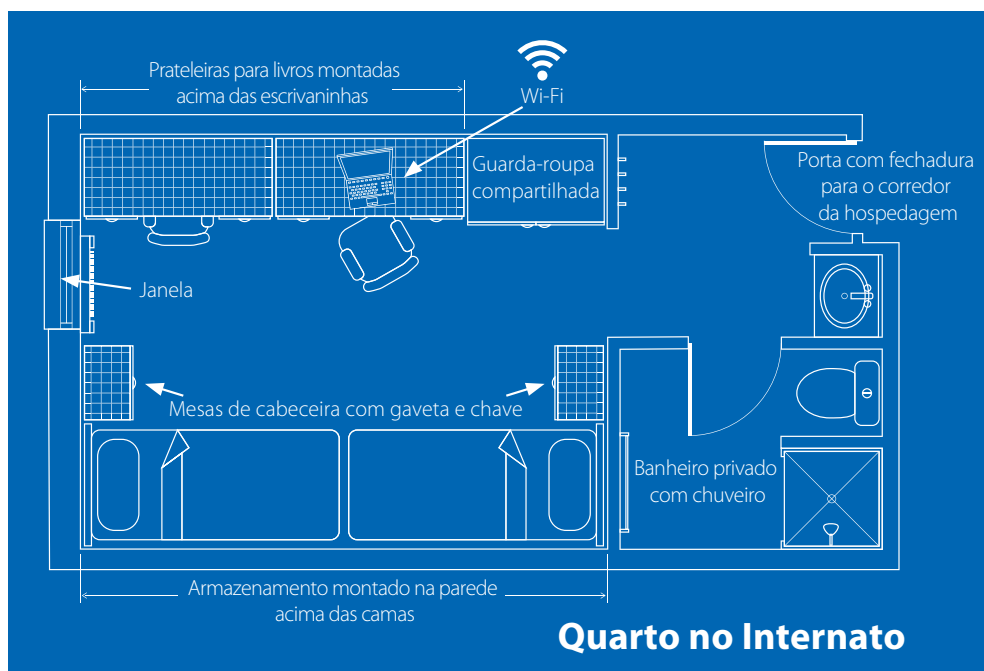 Prateleiras para livros montadas
acima das escrivaninhas
Wi-Fi
Guarda-roupa
compartilhada
Porta com fechadura
para o corredor
da hospedagem
Janela
Mesas de cabeceira com gaveta e chave
Banheiro privado
com chuveiro
Armazenamento montado na parede
acima das camas
Quarto no Internato